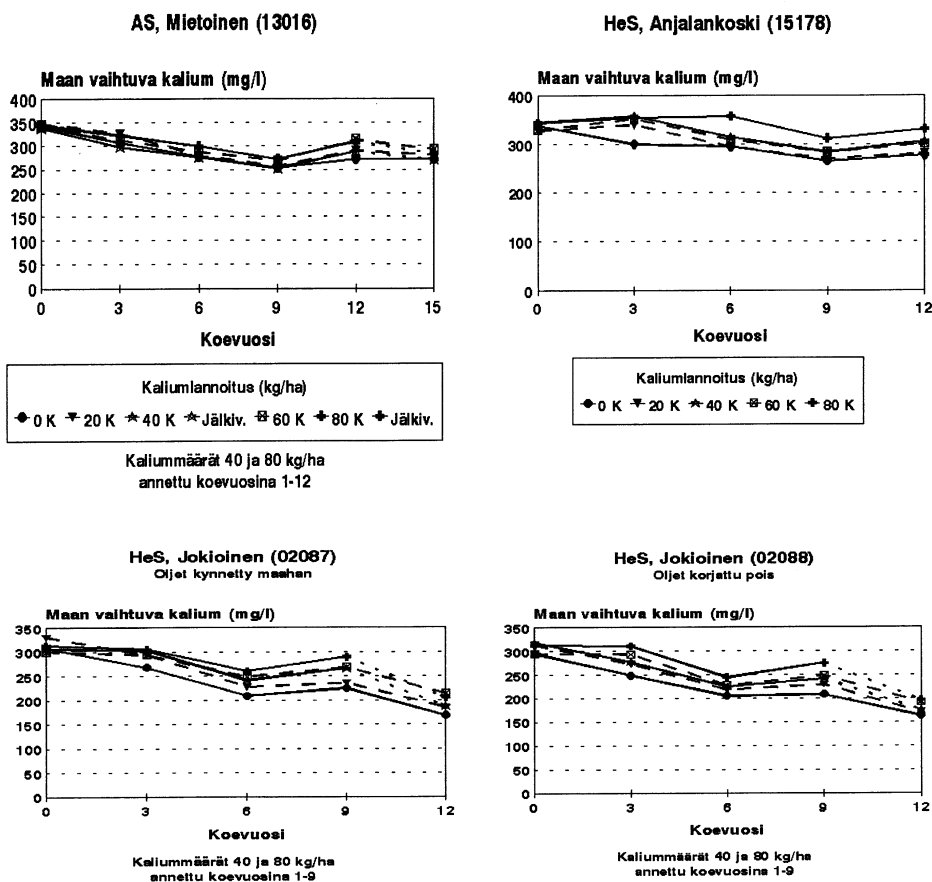 AS, Mietoinen (13016)
Maan vaihtuva kalium (mg/l)
400
350
300
250
200
150
100
50
0
0 3 6 9 12 15
Koevuosi
Kaliumlannoitus (kg/ha)
0 K 20 K 40 K Jälkiv. 60 K 80 K Jälkiv.
Kaliummäärät 40 ja 80 kg/ha
annettu koevuosina 1-12
HeS, Anjalankoski (15178)
Maan vaihtuva kalium (mg/l)
400
300
200
100
0
0 3 6 9 12
Koevuosi
Kaliumlannoitus (kg/ha)
0 K 20 K 40 K 60 K 80 K
HeS, Jokioinen (02087)
Oljet kynnetty maahan
Maan vaihtuva kalium (mg/l)
350
300
250
200
150
100
50
0
0 3 6 9 12
Koevuosi
Kaliummäärät 40 ja 80 kg/ha
annettu koevuosina 1-9
HeS, Jokioinen (02088)
Oljet korjattu pois
Maan vaihtuva kalium (mg/l)
350
300
250
200
150
100
50
0
0 3 6 9 12
Koevuosi
Kaliummäärät 40 ja 80 kg/ha
annettu koevuosina 1-9